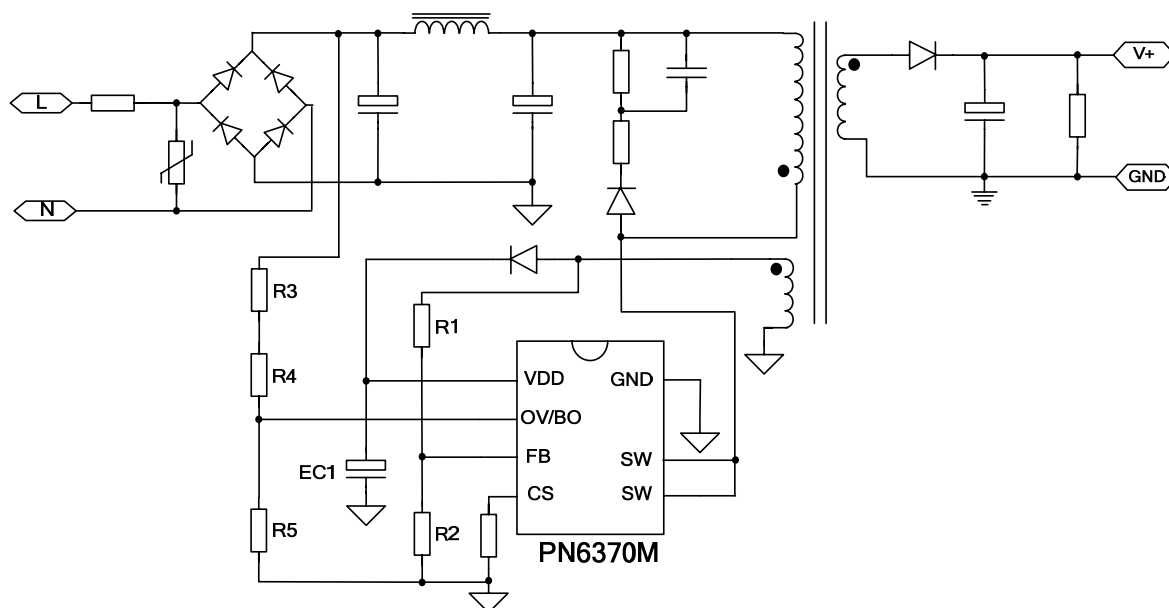 V+
L
GND
N
R3
R1
R4
VDD
GND
OV/BO
EC1
FB
SW
CS
SW
R5
R2
PN6370M